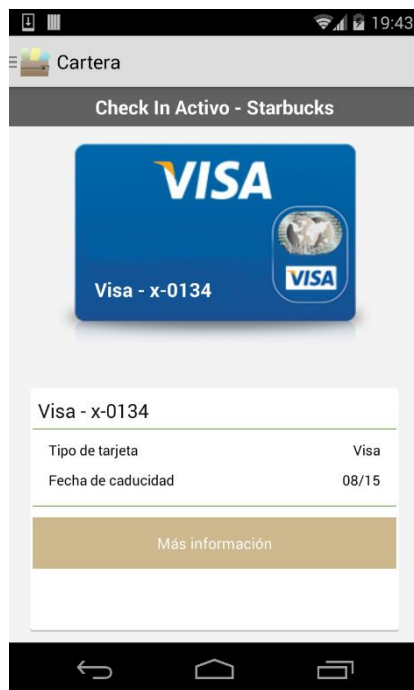 19:43
Cartera
Check In Activo - Starbucks
VISA
Visa - x-0134
VISA
Visa - x-0134
Tipo de tarjeta Visa
Fecha de caducidad 08/15
Más información